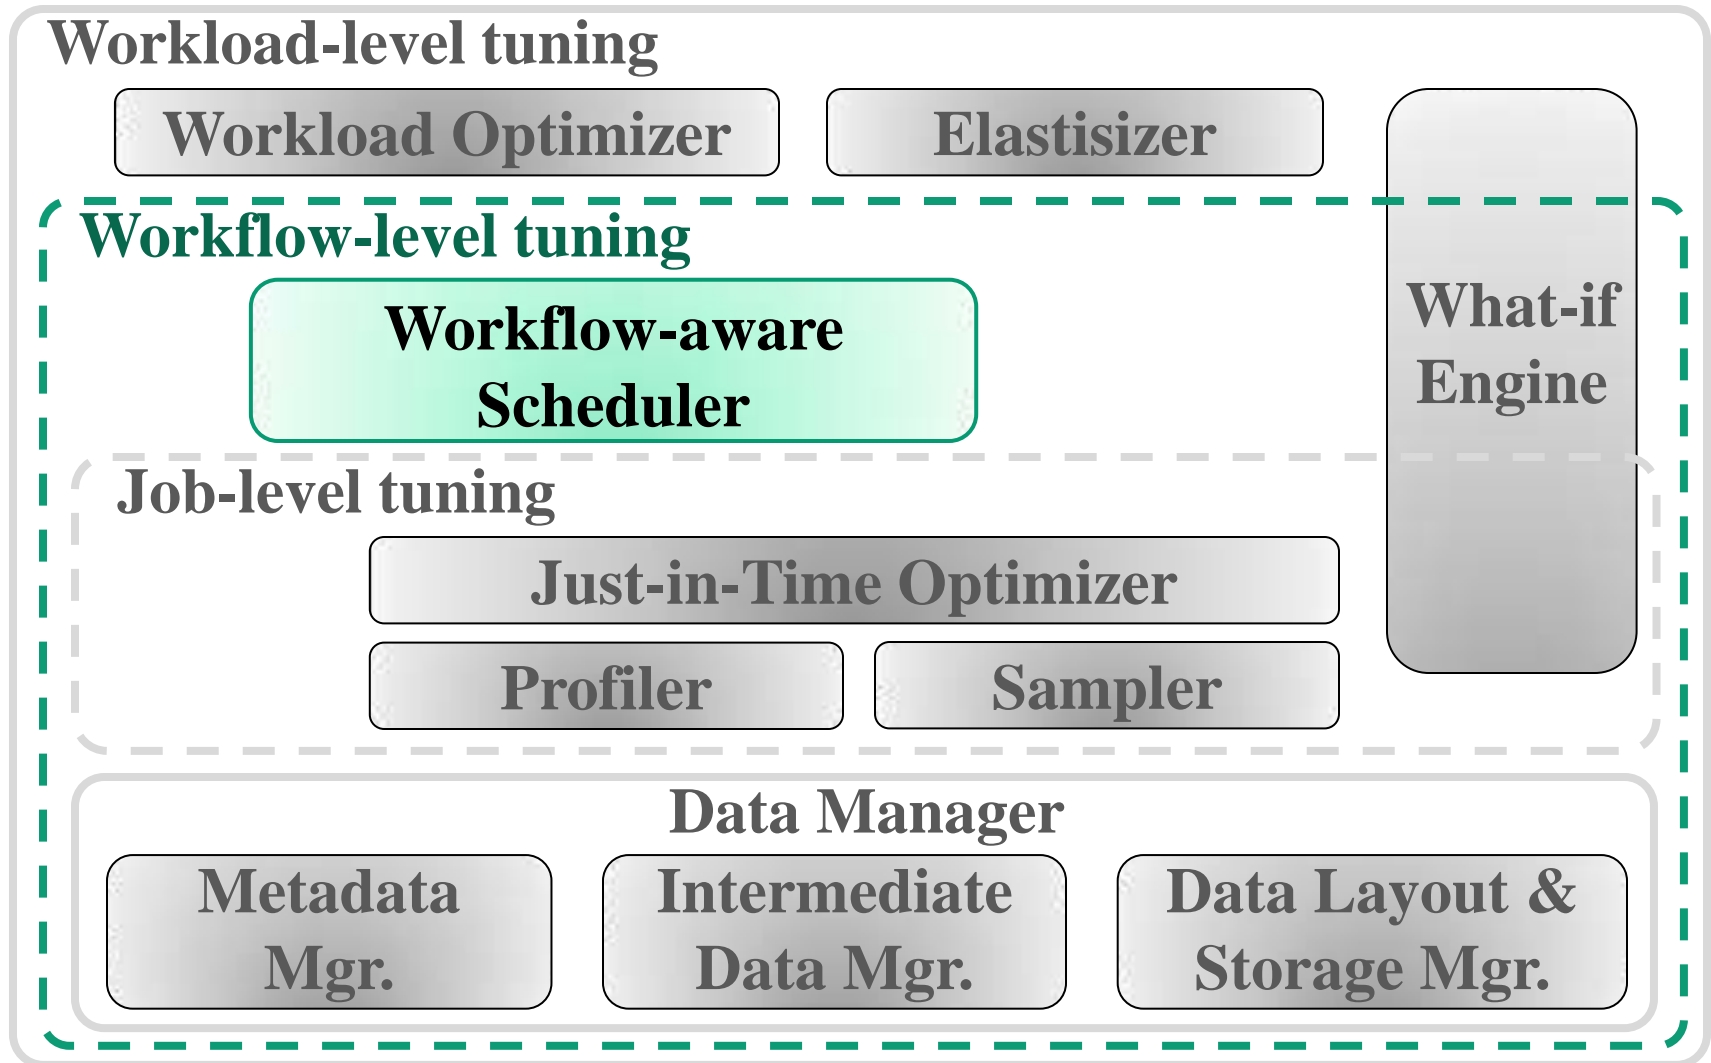 Workload-level tuning
Workload Optimizer
Elastisizer
Workflow-level tuning
Workflow-aware
Scheduler
What-if
Engine
Job-level tuning
Just-in-Time Optimizer
Profiler
Sampler
Data Manager
Metadata
Mgr.
Intermediate
Data Mgr.
Data Layout &
Storage Mgr.